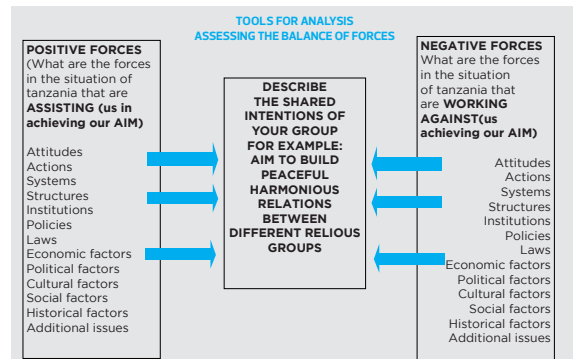 TOOLS FOR ANALYSIS
ASSESSING THE BALANCE OF FORCES
POSITIVE FORCES
(What are the forces
in the situation of
tanzania that are
ASSISTING (us in
achieving our AIM)
Attitudes
Actions
Systems
Structures
Institutions
Policies
Laws
Economic factors
Political factors
Cultural factors
Social factors
Historical factors
Additional issues
DESCRIBE
THE SHARED
INTENTIONS OF
YOUR GROUP
FOR EXAMPLE:
AIM TO BUILD
PEACEFUL
HARMONIOUS
RELATIONS
BETWEEN
DIFFERENT RELIOUS
GROUPS
NEGATIVE FORCES
What are the forces
in the situation
of tanzania that
are WORKING
AGAINST(us
achieving our AIM)
Attitudes
Actions
Systems
Structures
Institutions
Policies
Laws
Economic factors
Political factors
Cultural factors
Social factors
Historical factors
Additional issues